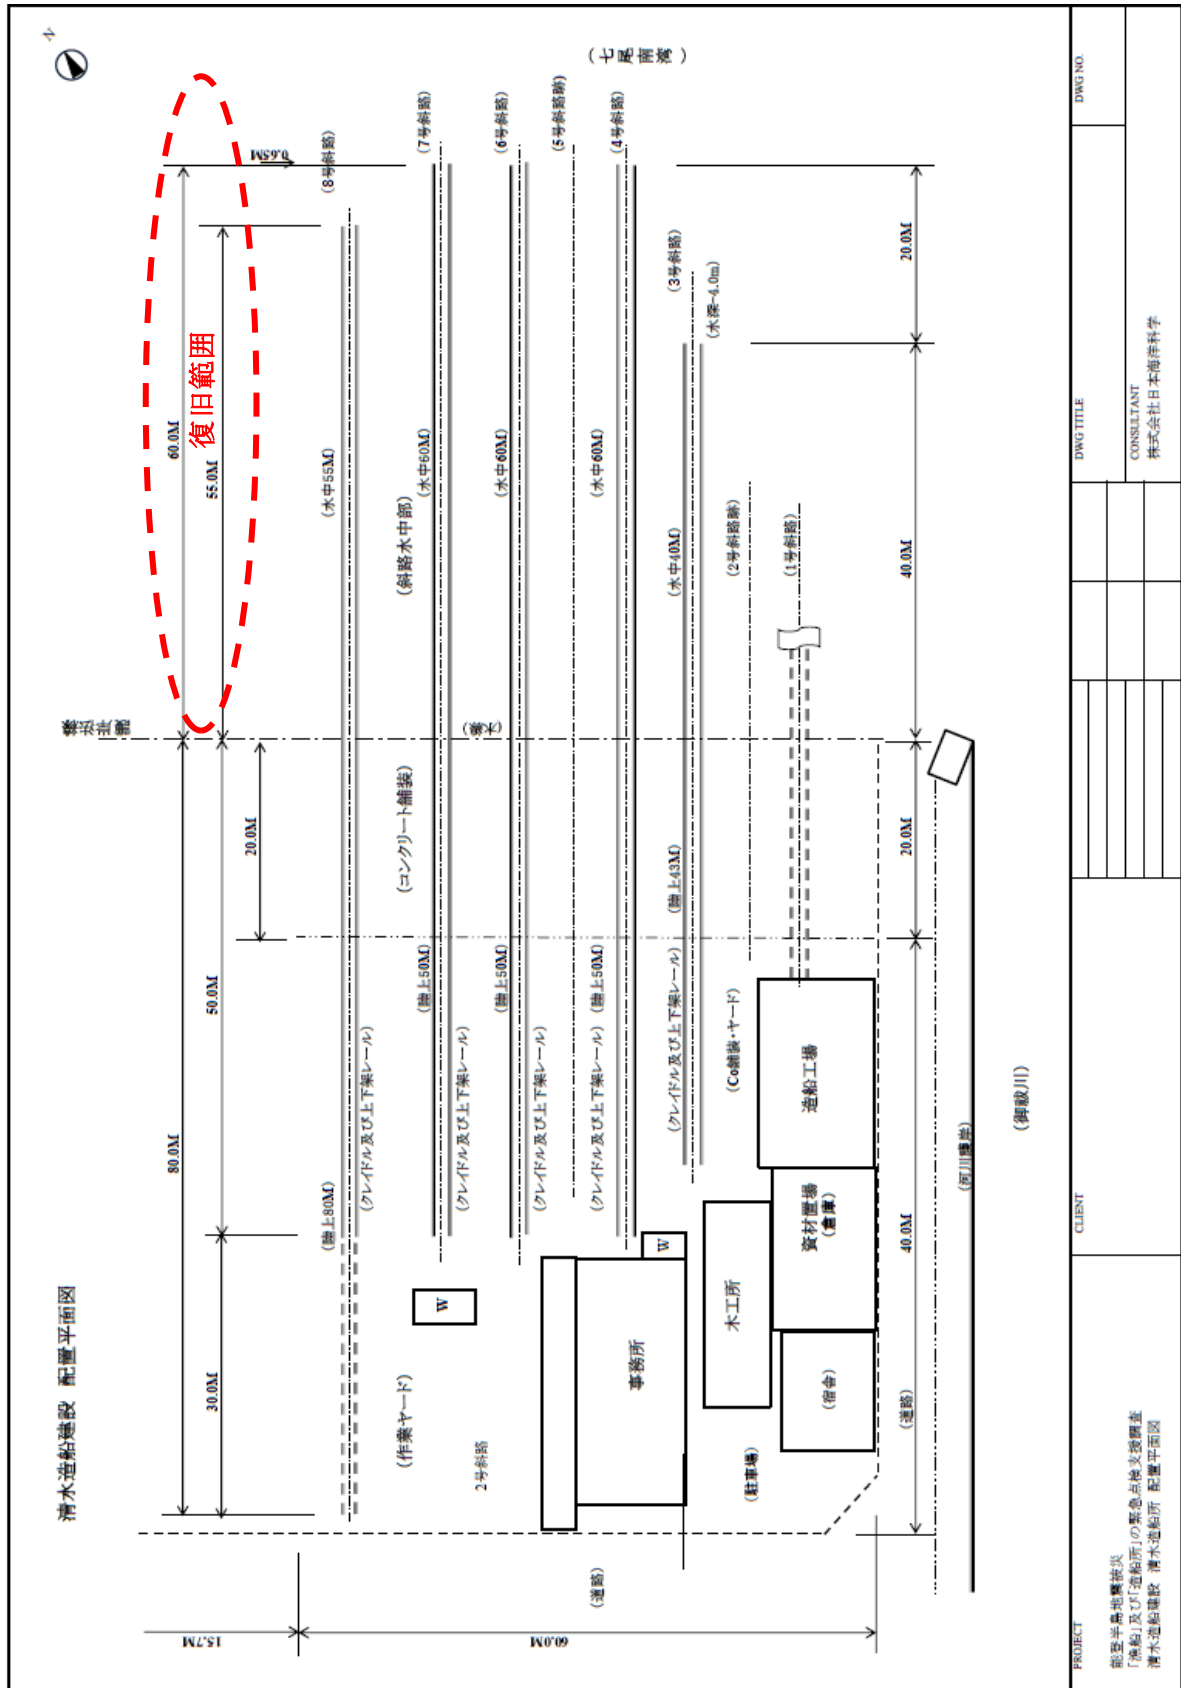 清水造船建設 配置平面図
N
(七尾南湾)
復旧範囲
60.0M
55.0M
0.65M
80.0M
50.0M
20.0M
30.0M
(8号斜路)
(7号斜路)
(6号斜路)
(5号斜路跡)
(4号斜路)
(3号斜路)
(水深-4.0m)
(2号斜路跡)
(1号斜路)
(水中55M)
(斜路水中部)
(水中60M)
(水中60M)
(水中60M)
(水中40M)
(水線)
(コンクリート舗装)
(陸上80M)
(陸上50M)
(陸上50M)
(陸上50M)
(陸上43M)
(クレイドル及び上下架レール)
(クレイドル及び上下架レール)
(クレイドル及び上下架レール)
(クレイドル及び上下架レール)
(クレイドル及び上下架レール)
(Co舗装・ヤード)
造船工場
資材置場
(倉庫)
木工所
(宿舎)
事務所
W
W
(作業ヤード)
2号斜路
(駐車場)
(道路)
(道路)
(河川護岸)
(御祓川)
20.0M
40.0M
20.0M
40.0M
15.7M
60.0M
PROJECT
能登半島地震被災
「漁船」及び「造船所」の緊急点検支援調査
清水造船建設 清水造船所 配置平面図
CLIENT
DWG TITLE
CONSULTANT
株式会社日本海洋科学
DWG NO.